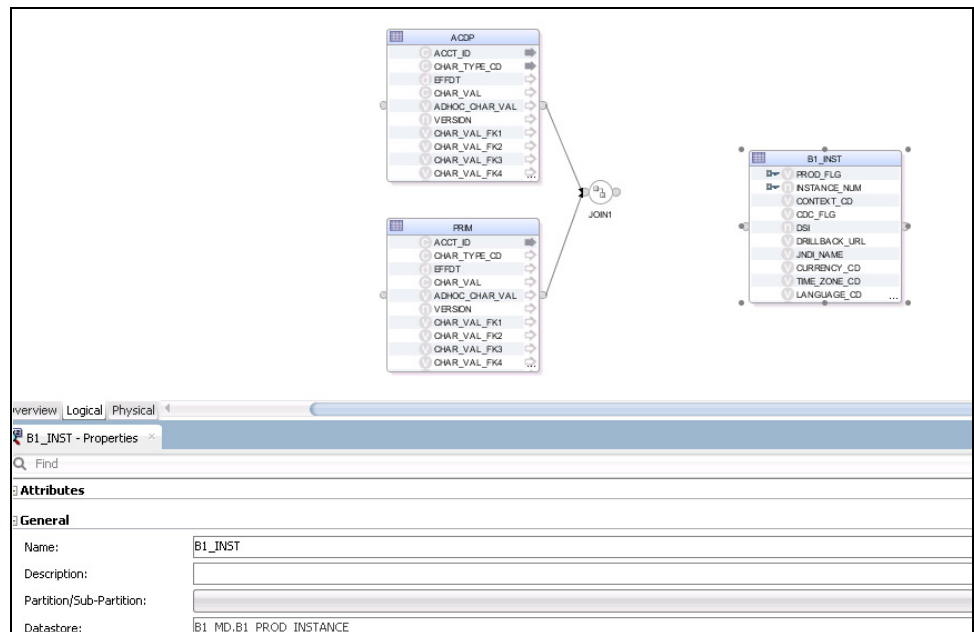 ACDP
ACCT_ID
CHAR_TYPE_CD
EFFDT
CHAR_VAL
ADHOC_CHAR_VAL
VERSION
CHAR_VAL_FK1
CHAR_VAL_FK2
CHAR_VAL_FK3
CHAR_VAL_FK4
JOIN1
B1_INST
PROD_FLG
INSTANCE_NUM
CONTEXT_CD
CDC_FLG
DSI
DRILLBACK_URL
JNDI_NAME
CURRENCY_CD
TIME_ZONE_CD
LANGUAGE_CD
PRIM
ACCT_ID
CHAR_TYPE_CD
EFFDT
CHAR_VAL
ADHOC_CHAR_VAL
VERSION
CHAR_VAL_FK1
CHAR_VAL_FK2
CHAR_VAL_FK3
CHAR_VAL_FK4
verview Logical Physical
B1_INST - Properties
Find
Attributes
General
Name: B1_INST
Description:
Partition/Sub-Partition:
Datastore: B1_MD.B1_PROD_INSTANCE